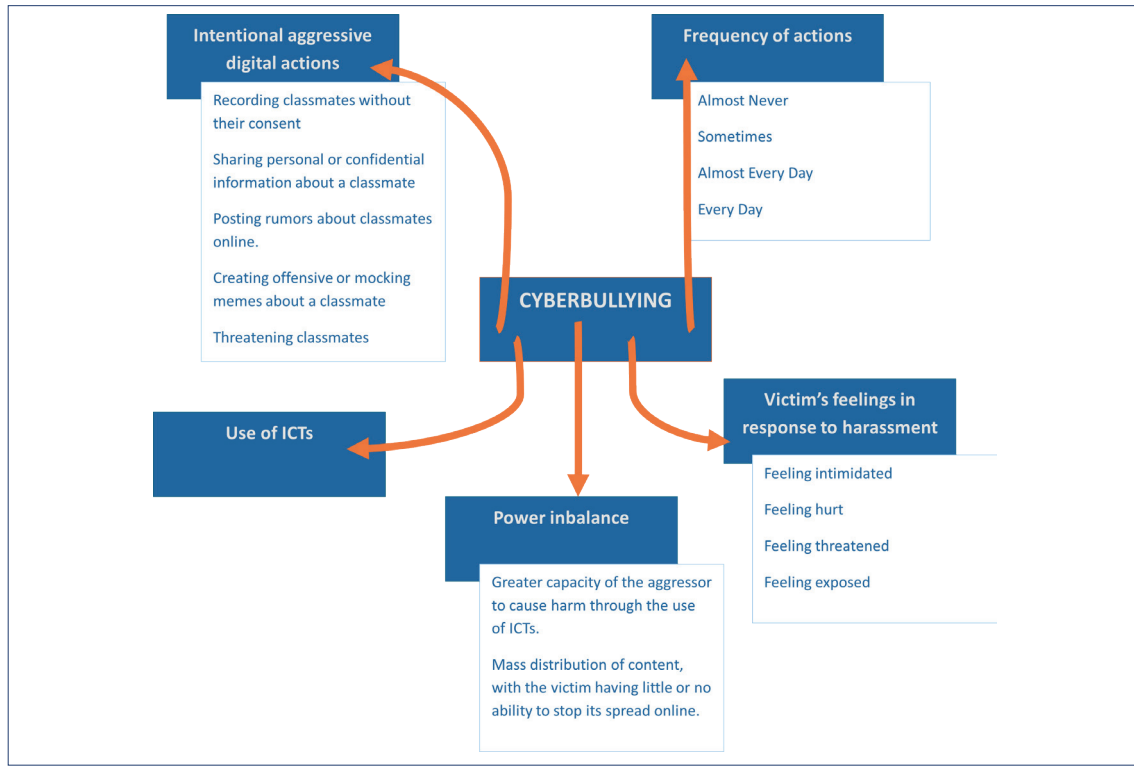 Intentional aggressive
digital actions
Recording classmates without
their consent
Sharing personal or confidential
information about a classmate
Posting rumors about classmates
online.
Creating offensive or mocking
memes about a classmate
Threatening classmates
Frequency of actions
Almost Never
Sometimes
Almost Every Day
Every Day
CYBERBULLYING
Use of ICTs
Power inbalance
Greater capacity of the aggressor
to cause harm through the use
of ICTs.
Mass distribution of content,
with the victim having little or no
ability to stop its spread online.
Victim’s feelings in
response to harassment
Feeling intimidated
Feeling hurt
Feeling threatened
Feeling exposed